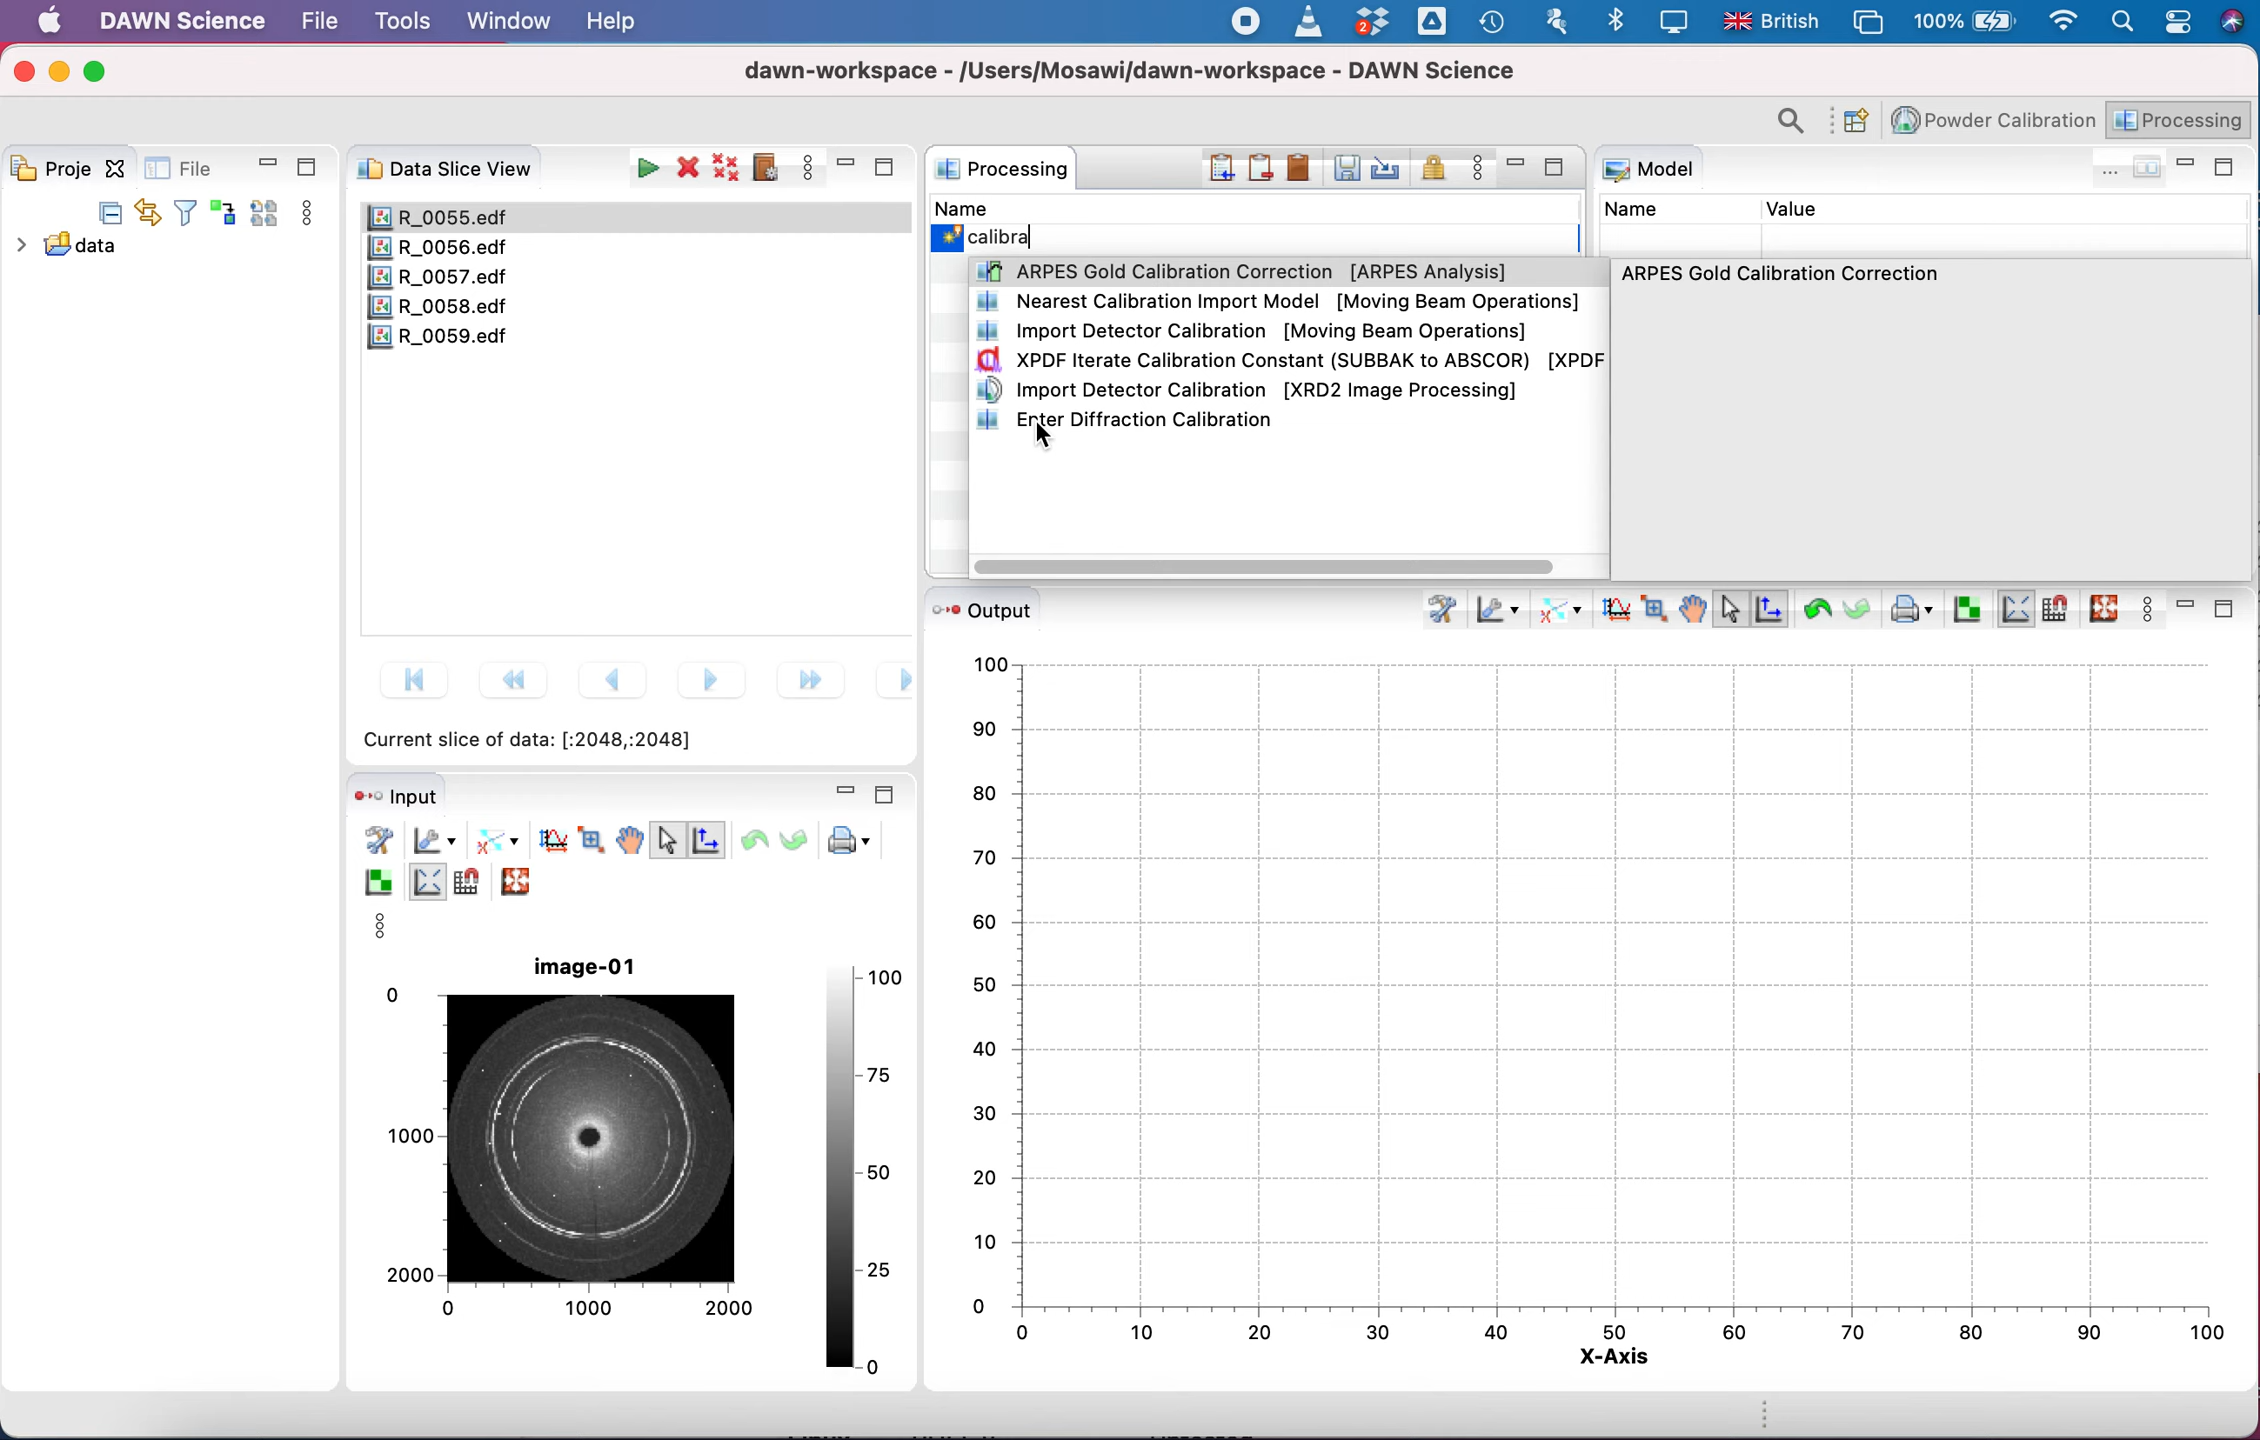 DAWN Science File Tools Window Help 2 British 100%
dawn-workspace - /Users/Mosawi/dawn-workspace - DAWN Science
Powder Calibration Processing
Proje File
data
Data Slice View
R_0055.edf
R_0056.edf
R_0057.edf
R_0058.edf
R_0059.edf
Current slice of data: [:2048,:2048]
Processing
Name
calibra
ARPES Gold Calibration Correction [ARPES Analysis]
Nearest Calibration Import Model [Moving Beam Operations]
Import Detector Calibration [Moving Beam Operations]
XPDF Iterate Calibration Constant (SUBBAK to ABSCOR) [XPDF
Import Detector Calibration [XRD2 Image Processing]
Enter Diffraction Calibration
Model
Name Value
ARPES Gold Calibration Correction
Input
image-01
0
1000
2000
0 1000 2000
100
75
50
25
0
Output
100
90
80
70
60
50
40
30
20
10
0
0 10 20 30 40 50 60 70 80 90 100
X-Axis